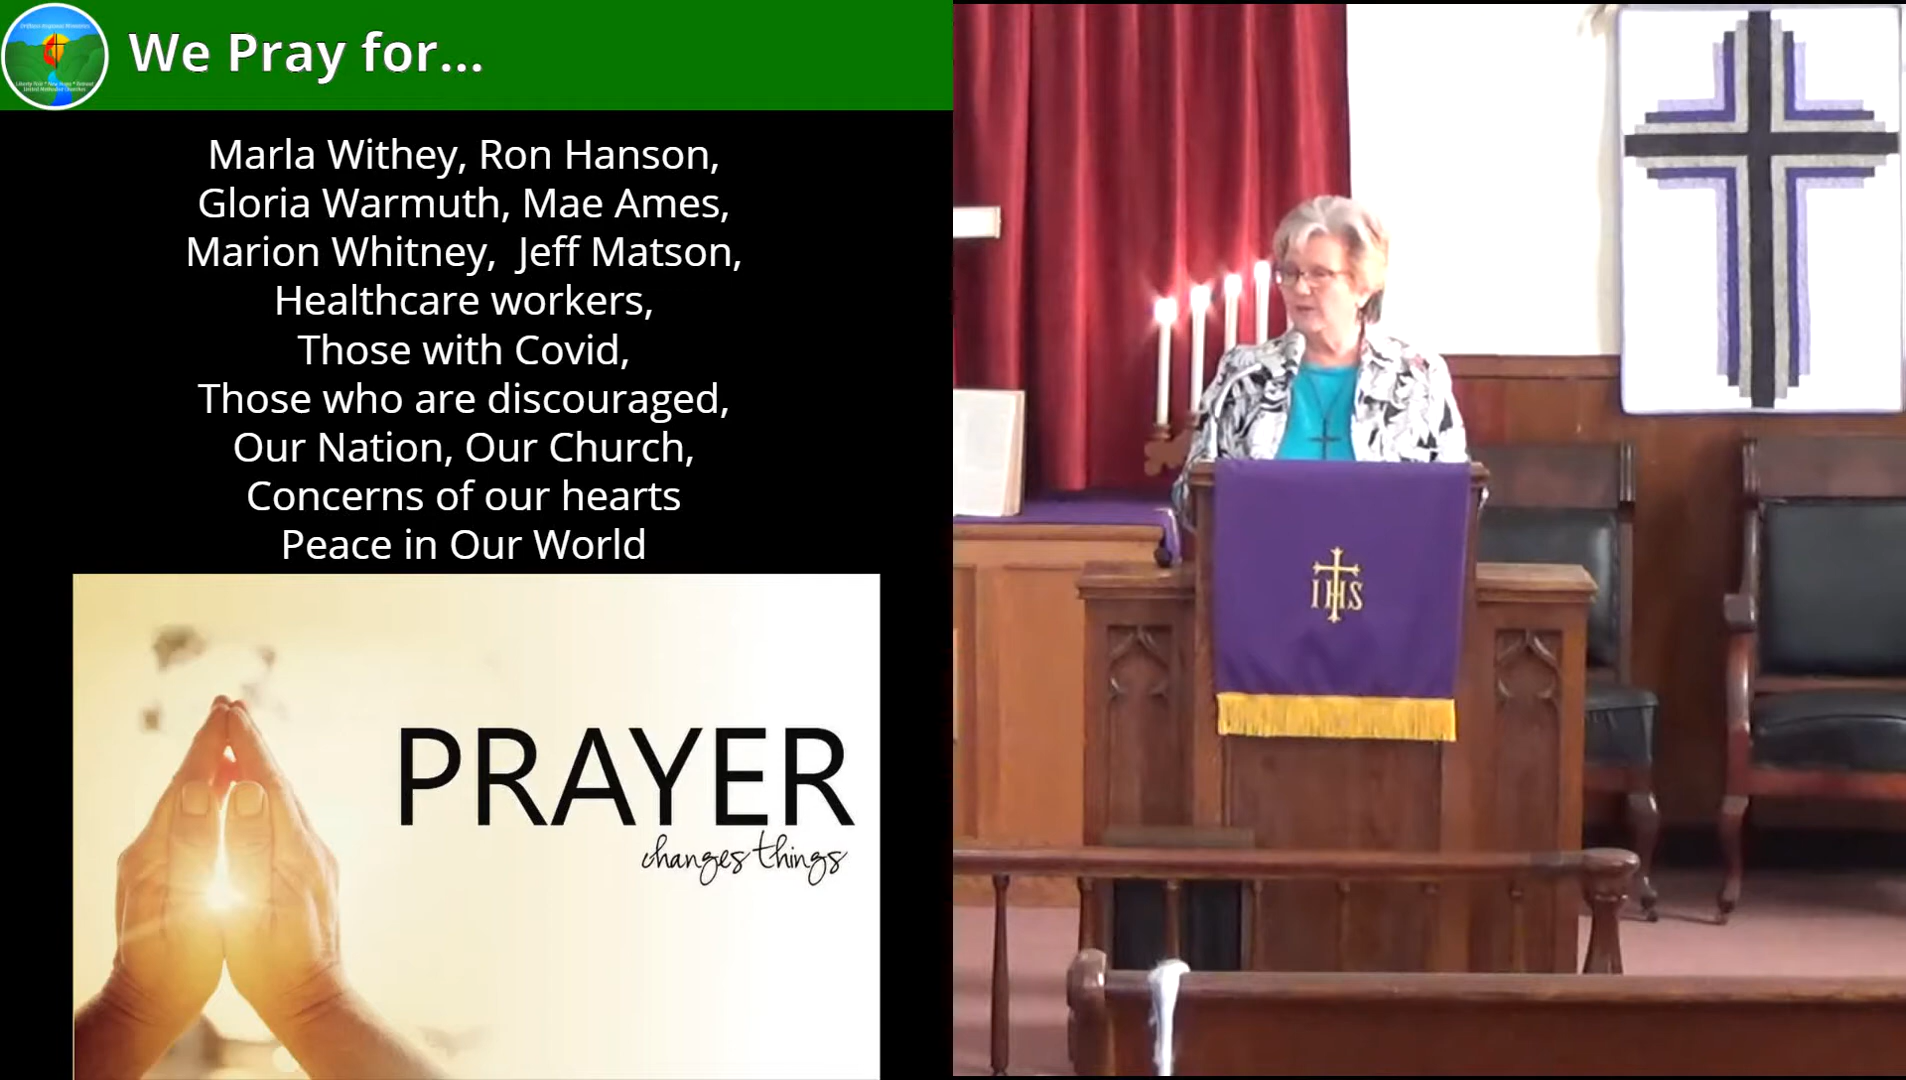 We Pray for...
Marla Withey, Ron Hanson,
Gloria Warmuth, Mae Ames,
Marion Whitney, Jeff Matson,
Healthcare workers,
Those with Covid,
Those who are discouraged,
Our Nation, Our Church,
Concerns of our hearts
Peace in Our World
PRAYER
changes things
IHS